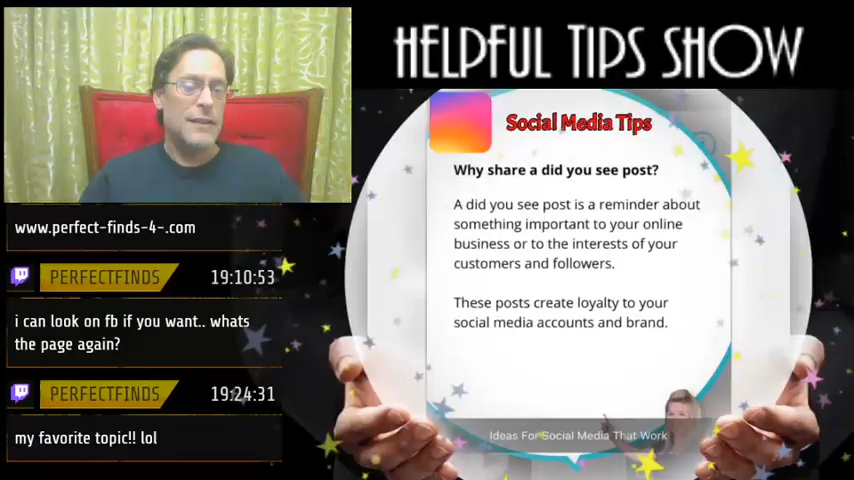 HELPFUL TIPS SHOW
Social Media Tips
Why share a did you see post?
A did you see post is a reminder about
something important to your online
business or to the interests of your
customers and followers.
These posts create loyalty to your
social media accounts and brand.
Ideas For Social Media That Work
www.perfect-finds-4-.com
PERFECTFINDS 19:10:53
i can look on fb if you want.. whats
the page again?
PERFECTFINDS 19:24:31
my favorite topic!! lol